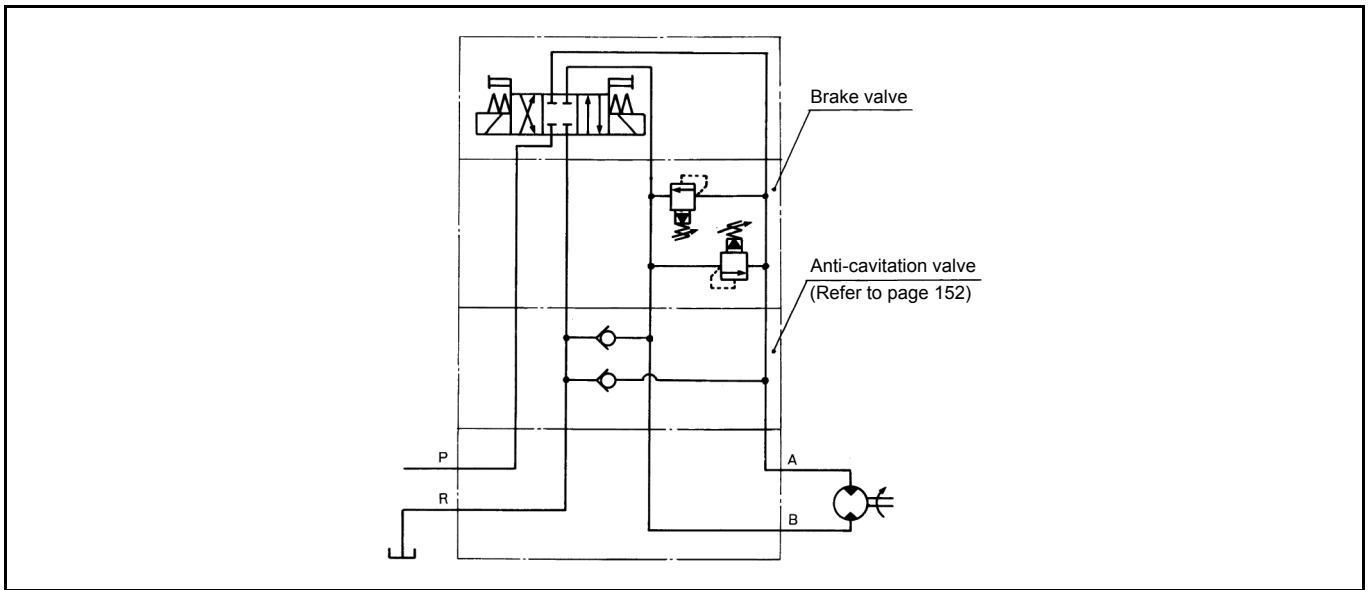 Brake valve
Anti-cavitation valve
(Refer to page 152)
P
A
R
B